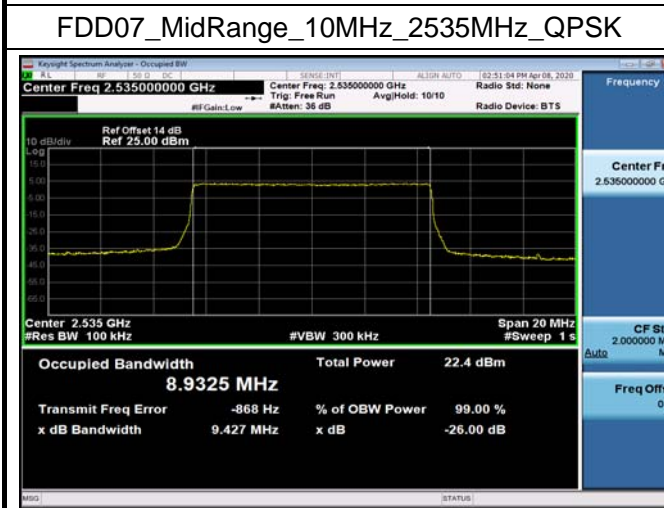 FDD07_MidRange_10MHz_2535MHz_QPSK
Keysight Spectrum Analyzer - Occupied BW
RL RF 50 Ω DC SENSE:INT ALIGN AUTO 02:51:04 PM Apr 08, 2020
Center Freq 2.535000000 GHz
Center Freq: 2.535000000 GHz
Radio Std: None
Trig: Free Run Avg|Hold: 10/10
#IFGain:Low #Atten: 36 dB Radio Device: BTS
Frequency
Ref Offset 14 dB
10 dB/div Ref 25.00 dBm
Log
15.0
5.00
-5.00
-15.0
-25.0
-35.0
-45.0
-55.0
-65.0
Center Fr
2.535000000 G
Center 2.535 GHz Span 20 MHz
#Res BW 100 kHz #VBW 300 kHz #Sweep 1 s
CF St
2.000000 M
Auto M
Occupied Bandwidth Total Power 22.4 dBm
8.9325 MHz
Freq Offs
0
Transmit Freq Error -868 Hz % of OBW Power 99.00 %
x dB Bandwidth 9.427 MHz x dB -26.00 dB
MSG STATUS